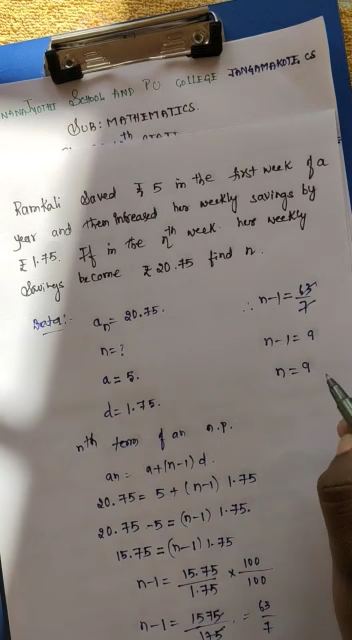 SCHOOL AND PU COLLEGE JANGAMAKOTE, CS
SUB: MATHEMATICS.
Ramkali saved ₹ 5 in the first week of a
year and then increased her weekly savings by
₹ 1.75. If in the nth week her weekly
savings become ₹ 20.75 find n.
Data:-
an = 20.75.
n = ?
a = 5.
d = 1.75.
nth term of an A.P.
an = a+(n-1) d.
20.75 = 5 + (n-1) 1.75
20.75 - 5 = (n-1) 1.75.
15.75 = (n-1) 1.75
n-1 = 15.75/1.75 × 100/100
n-1 = 1575/175 = 63/7
∴ n-1 = 63/7
n-1 = 9
n = 9